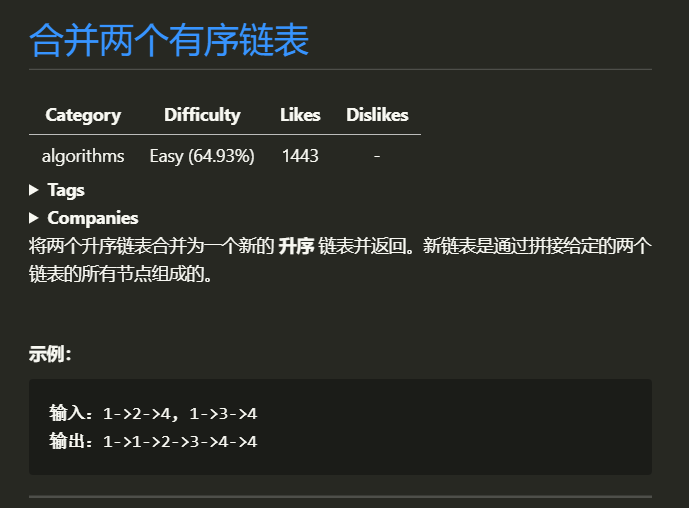 合并两个有序链表
Category Difficulty Likes Dislikes
algorithms Easy (64.93%) 1443 -
Tags
Companies
将两个升序链表合并为一个新的 升序 链表并返回。新链表是通过拼接给定的两个
链表的所有节点组成的。
示例：
输入：1->2->4, 1->3->4
输出：1->1->2->3->4->4